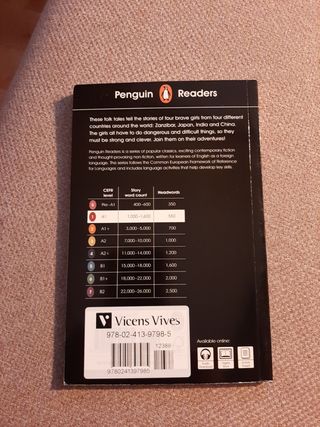 Penguin Readers
These folk tales tell the stories of four brave girls from four
different countries around the world: Zanzibar, Japan, India and China.
The girls all have to do dangerous and difficult things, so they
must be strong and clever. Join them on their adventures!
Penguin Readers is a series of popular classics, exciting contemporary fiction
and thought-provoking non-fiction, written for learners of English as a foreign
language. This series follows the Common European Framework of Reference
for Languages and includes language activities that help develop key skills.
CEFR level Story word count Headwords
Pre-A1 400–600 350
1 A1
2 A1+ 3,000–5,000 700
3 A2 7,000–10,000 1,000
4 A2+ 11,000–14,000 1,200
5 B1 15,000–18,000 1,600
6 B1+ 18,000–22,000 2,000
7 B2 22,000–26,000 2,500
V Vicens Vives
978-02-413-9798-5
12386
9780241397985
Available online: